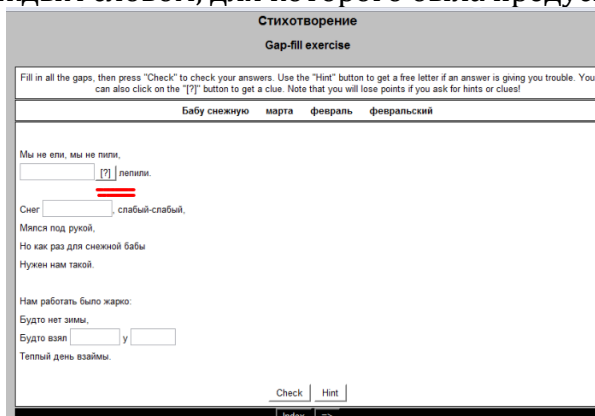 Стихотворение
Gap-fill exercise
Fill in all the gaps, then press "Check" to check your answers. Use the "Hint" button to get a free letter if an answer is giving you trouble. You
can also click on the "[?]" button to get a clue. Note that you will lose points if you ask for hints or clues!
Бабу снежную марта февраль февральский
Мы не ели, мы не пили,
[?] лепили.
Снег , слабый-слабый,
Мялся под рукой,
Но как раз для снежной бабы
Нужен нам такой.
Нам работать было жарко:
Будто нет зимы,
Будто взял у
Теплый день взаймы.
Check Hint
Index =>